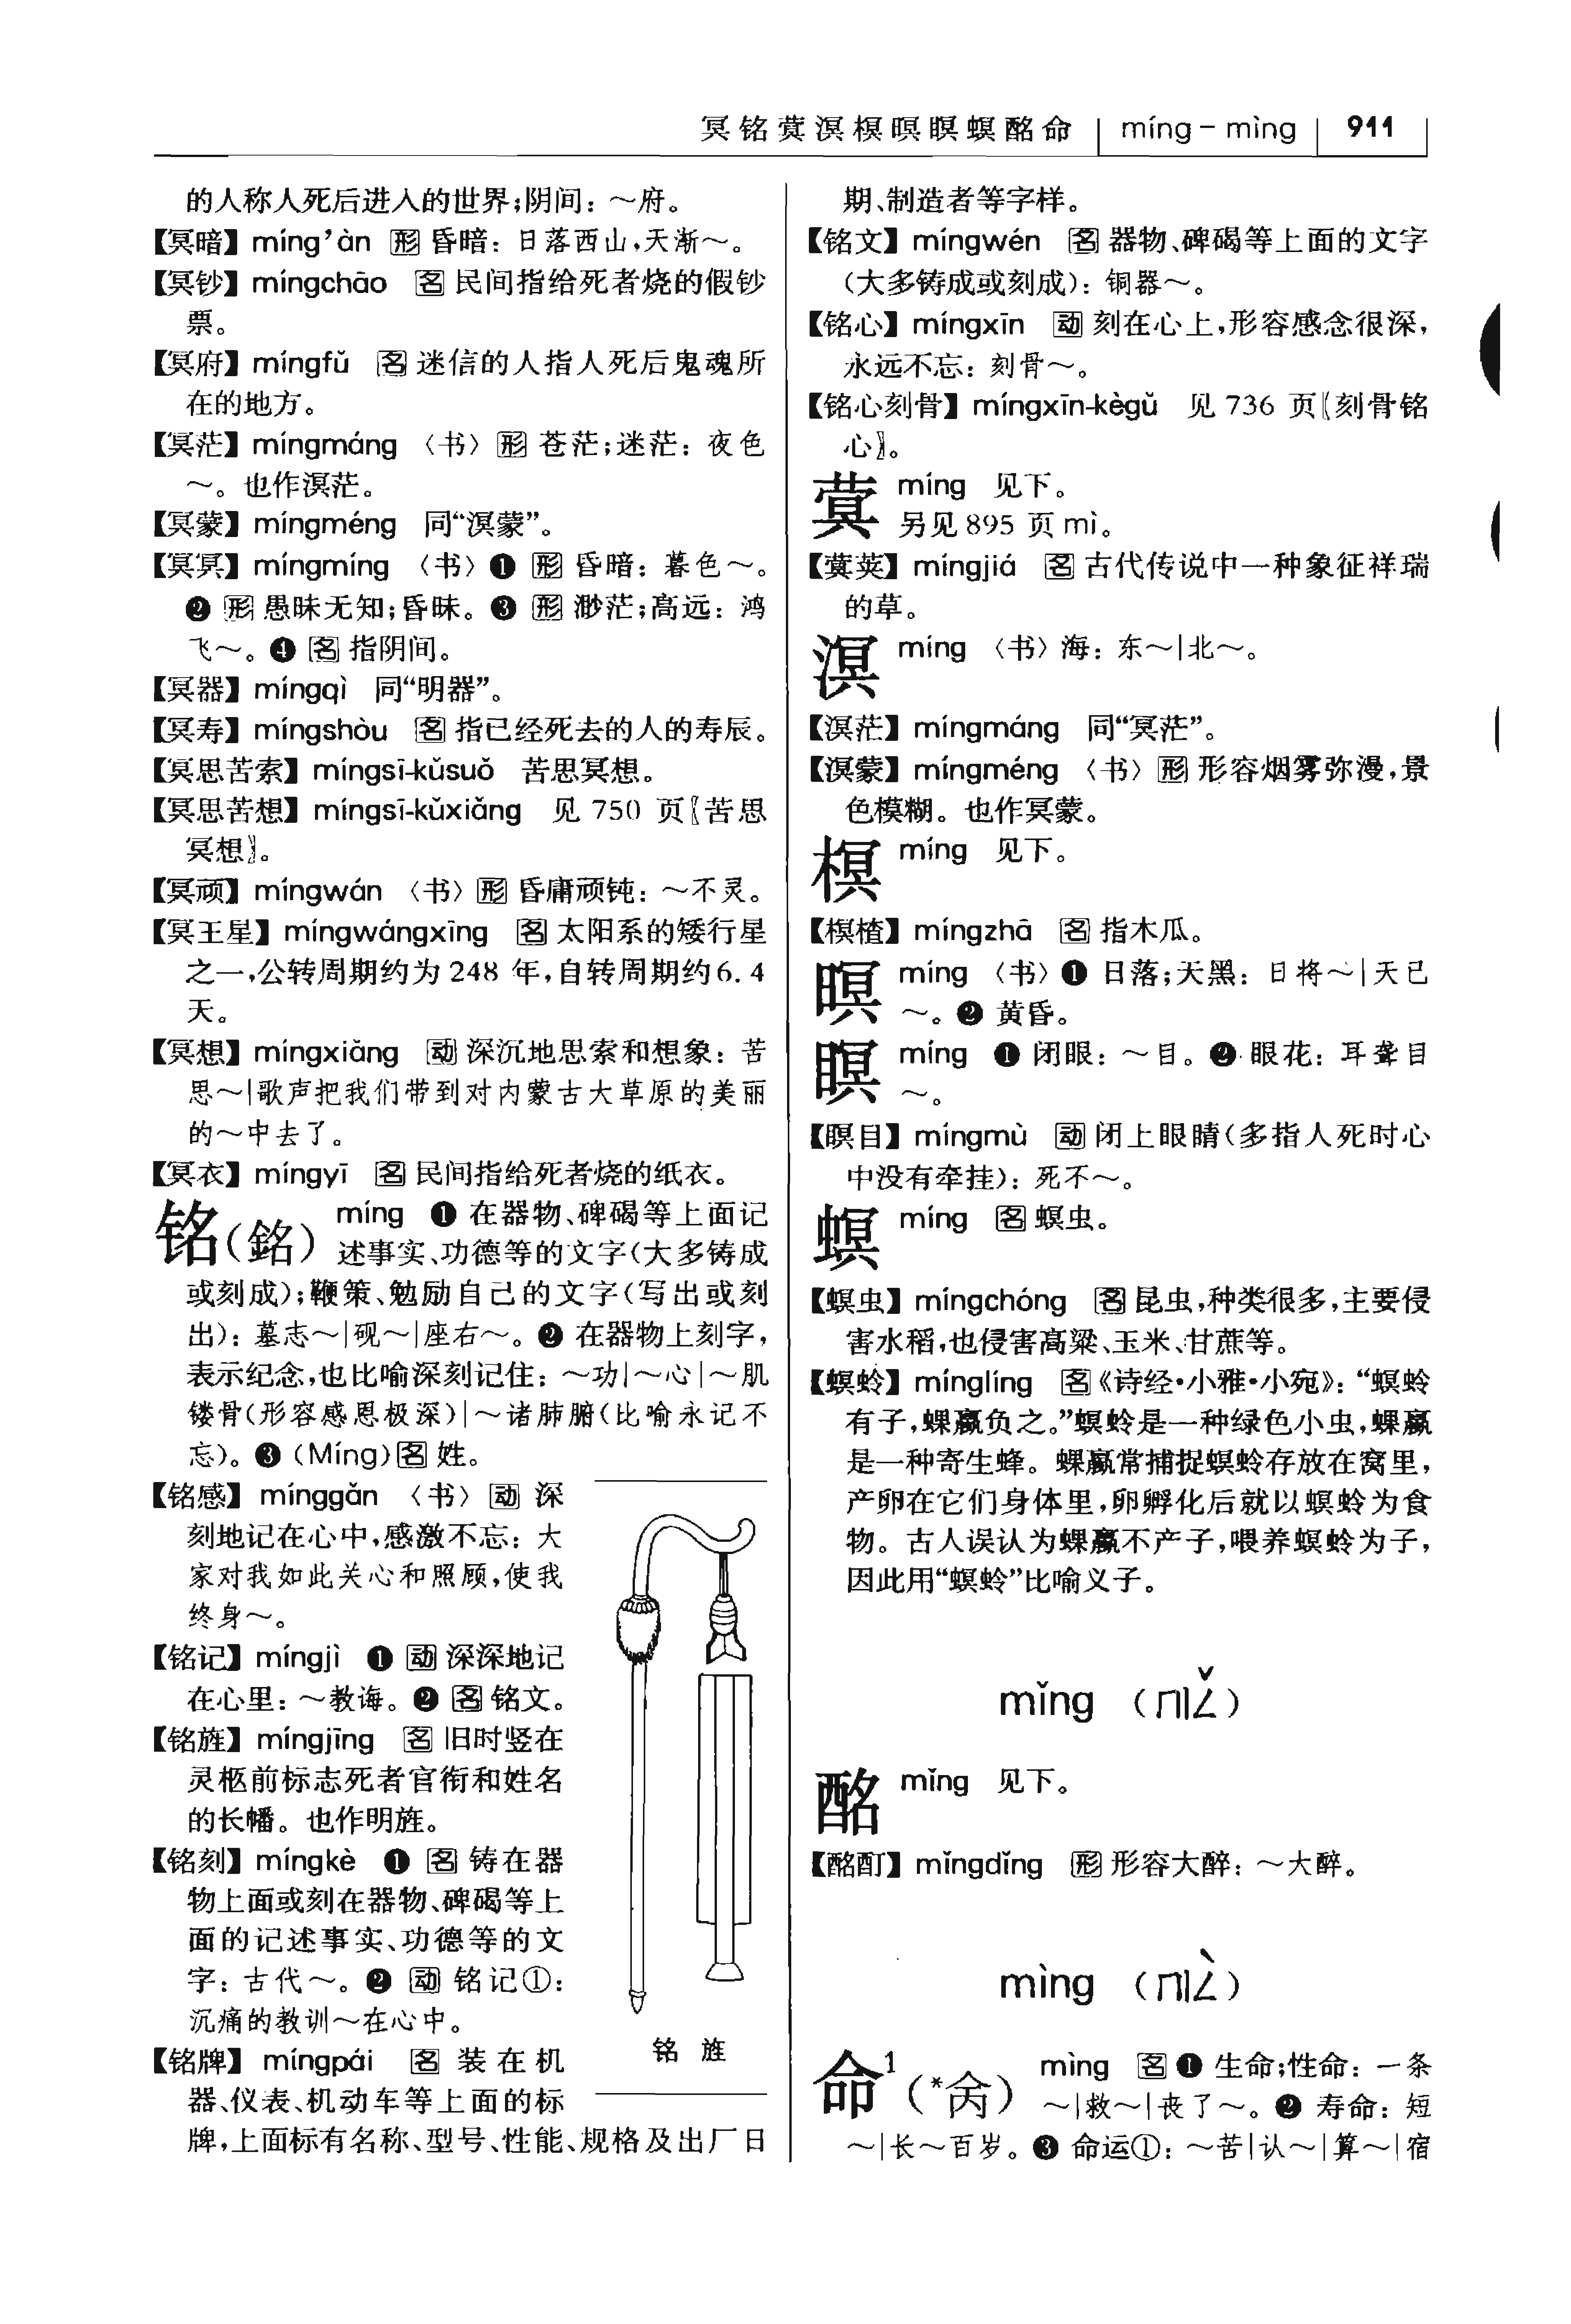 冥铭蓂溟榠暝瞑螟酩命 míng－mìng 911
的人称人死后进入的世界；阴间：～府。
【冥暗】míng’àn 形 昏暗：日落西山，天渐～。
【冥钞】míngchāo 名 民间指给死者烧的假钞
票。
【冥府】míngfǔ 名 迷信的人指人死后鬼魂所
在的地方。
【冥茫】míngmáng 〈书〉形 苍茫；迷茫：夜色
～。也作溟茫。
【冥蒙】míngméng 同“溟蒙”。
【冥冥】míngmíng 〈书〉❶ 形 昏暗：暮色～。
❷ 形 愚昧无知；昏昧。❸ 形 渺茫；高远：鸿
飞～。❹ 名 指阴间。
【冥器】míngqì 同“明器”。
【冥寿】míngshòu 名 指已经死去的人的寿辰。
【冥思苦索】míngsī-kǔsuǒ 苦思冥想。
【冥思苦想】míngsī-kǔxiǎng 见 750 页〖苦思
冥想〗。
【冥顽】míngwán 〈书〉形 昏庸顽钝：～不灵。
【冥王星】míngwángxīng 名 太阳系的矮行星
之一，公转周期约为 248 年，自转周期约6.4
天。
【冥想】míngxiǎng 动 深沉地思索和想象：苦
思～|歌声把我们带到对内蒙古大草原的美丽
的～中去了。
【冥衣】míngyī 名 民间指给死者烧的纸衣。
铭（銘） míng ❶ 在器物、碑碣等上面记
述事实、功德等的文字（大多铸成
或刻成）；鞭策、勉励自己的文字（写出或刻
出）：墓志～|砚～|座右～。❷ 在器物上刻字，
表示纪念，也比喻深刻记住：～功|～心|～肌
镂骨（形容感恩极深）|～诸肺腑（比喻永记不
忘）。❸（Míng）名 姓。
【铭感】mínggǎn 〈书〉动 深
刻地记在心中，感激不忘：大
家对我如此关心和照顾，使我
终身～。
【铭记】míngjì ❶ 动 深深地记
在心里：～教诲。❷ 名 铭文。
【铭旌】míngjīng 名 旧时竖在
灵柩前标志死者官衔和姓名
的长幡。也作明旌。
【铭刻】míngkè ❶ 名 铸在器
物上面或刻在器物、碑碣等上
面的记述事实、功德等的文
字：古代～。❷ 动 铭记①：
沉痛的教训～在心中。
【铭牌】míngpái 名 装在机
器、仪表、机动车等上面的标
牌，上面标有名称、型号、性能、规格及出厂日
铭 旌
期、制造者等字样。
【铭文】míngwén 名 器物、碑碣等上面的文字
（大多铸成或刻成）：铜器～。
【铭心】míngxīn 动 刻在心上，形容感念很深，
永远不忘：刻骨～。
【铭心刻骨】míngxīn-kègǔ 见 736 页〖刻骨铭
心〗。
蓂 míng 见下。
另见 895 页 mì。
【蓂荚】míngjiá 名 古代传说中一种象征祥瑞
的草。
溟 míng 〈书〉海：东～|北～。
【溟茫】míngmáng 同“冥茫”。
【溟蒙】míngméng 〈书〉形 形容烟雾弥漫，景
色模糊。也作冥蒙。
榠 míng 见下。
【榠楂】míngzhā 名 指木瓜。
暝 míng 〈书〉❶ 日落；天黑：日将～|天已
～。❷ 黄昏。
瞑 míng ❶ 闭眼：～目。❷ 眼花：耳聋目
～。
【瞑目】míngmù 动 闭上眼睛（多指人死时心
中没有牵挂）：死不～。
螟 míng 名 螟虫。
【螟虫】míngchóng 名 昆虫，种类很多，主要侵
害水稻，也侵害高粱、玉米、甘蔗等。
【螟蛉】mínglíng 名《诗经·小雅·小宛》：“螟蛉
有子，蜾蠃负之。”螟蛉是一种绿色小虫，蜾蠃
是一种寄生蜂。蜾蠃常捕捉螟蛉存放在窝里，
产卵在它们身体里，卵孵化后就以螟蛉为食
物。古人误认为蜾蠃不产子，喂养螟蛉为子，
因此用“螟蛉”比喻义子。
mǐng （ㄇㄧㄥˇ）
酩 mǐng 见下。
【酩酊】mǐngdǐng 形 形容大醉：～大醉。
mìng （ㄇㄧㄥˋ）
命¹（*肏） mìng 名 ❶ 生命；性命：一条
～|救～|丧了～。❷ 寿命：短
～|长～百岁。❸ 命运①：～苦|认～|算～|宿